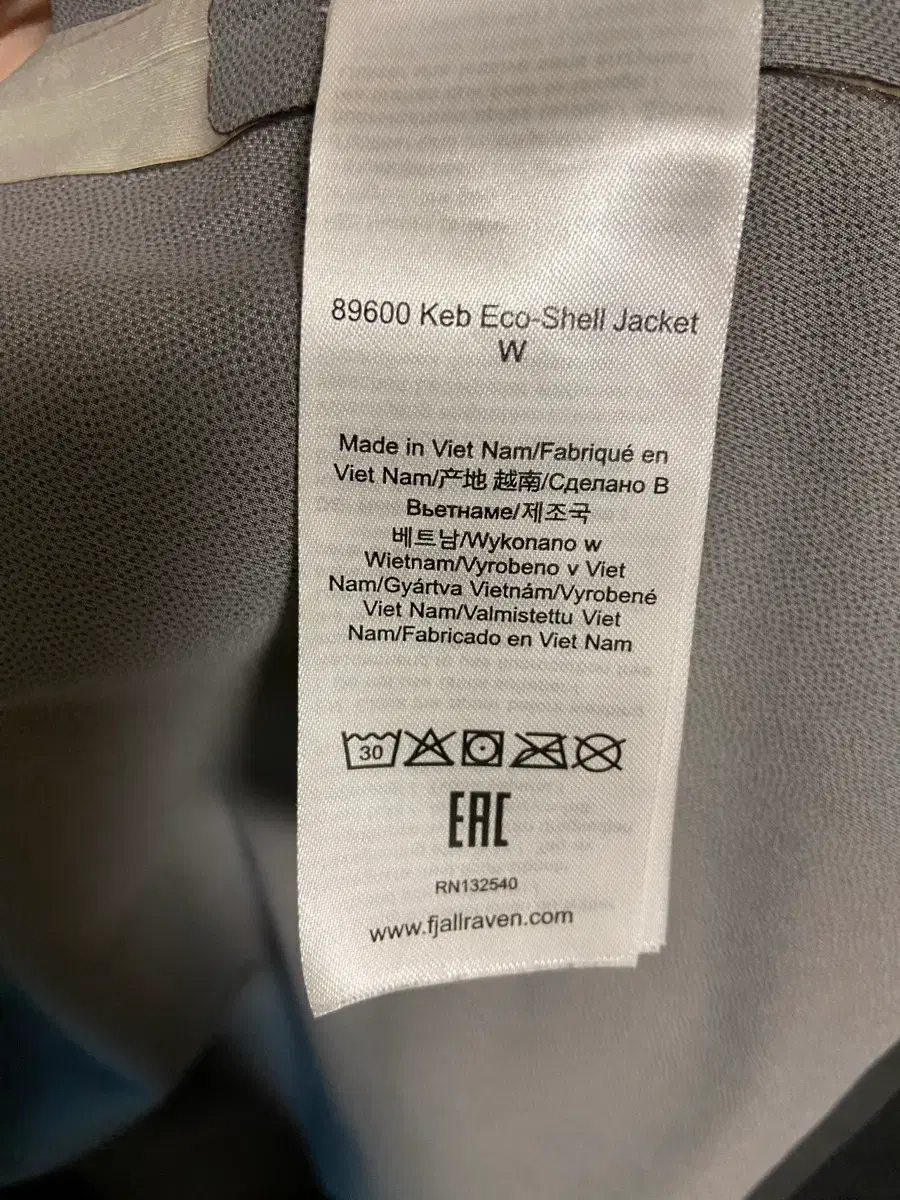 89600 Keb Eco-Shell Jacket
W
Made in Viet Nam/Fabriqué en
Viet Nam/产地 越南/Сделано В
Вьетнаме/제조국
베트남/Wykonano w
Wietnam/Vyrobeno v Viet
Nam/Gyártva Vietnám/Vyrobené
Viet Nam/Valmistettu Viet
Nam/Fabricado en Viet Nam
30
EAC
RN132540
www.fjallraven.com